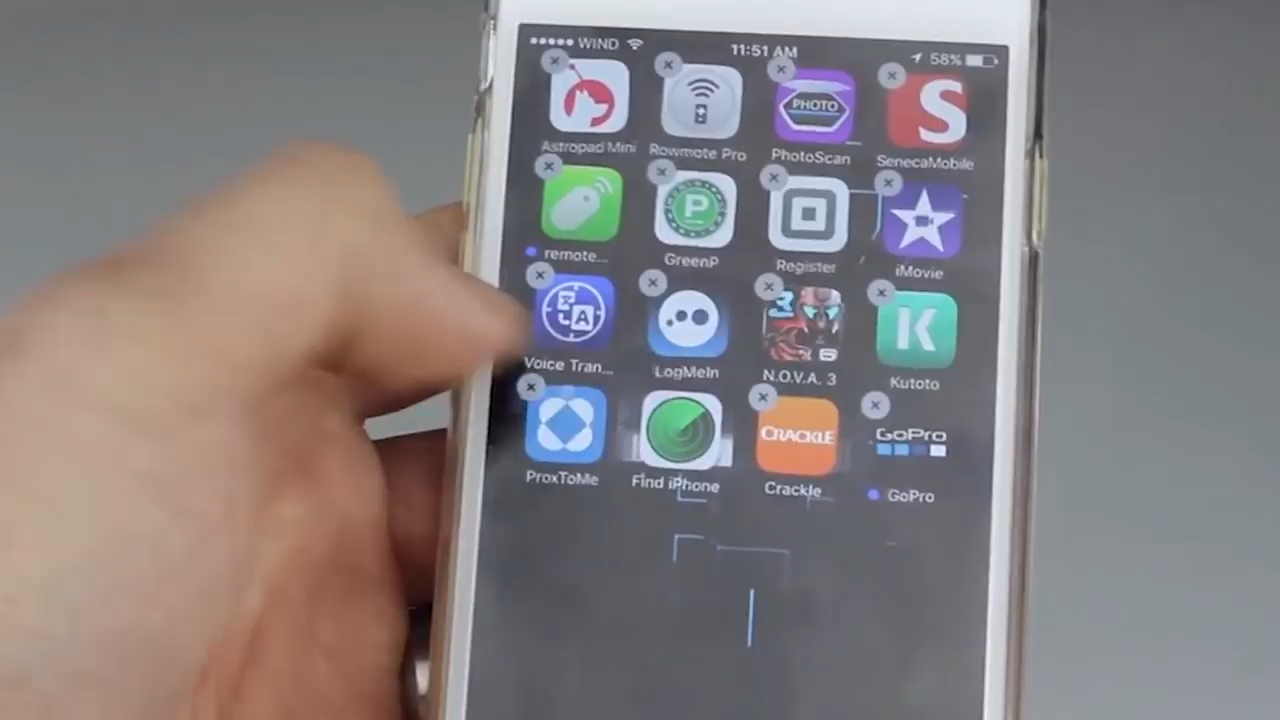 WIND 11:51 AM 58%
PHOTO
S
Astropad Mini Rowmote Pro PhotoScan SenecaMobile
P
remote... GreenP Register iMovie
A
3
K
Voice Tran... LogMeIn N.O.V.A. 3 Kutoto
CRACKLE
GoPro
ProxToMe Find iPhone Crackle GoPro